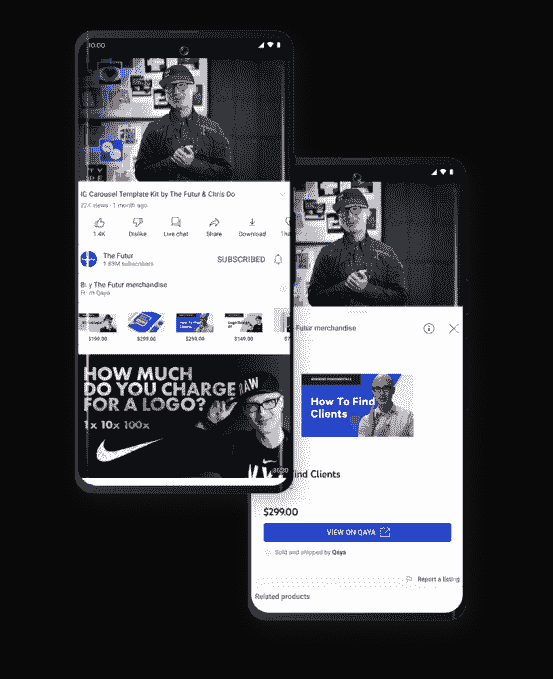 10:00
IG Carousel Template Kit by The Futur & Chris Do
22K views · 1 month ago
1.4K
Dislike
Live chat
Share
Download
The Futur
1.89M subscribers
SUBSCRIBED
Buy The Futur merchandise
From Qaya
$199.00
$299.00
$299.00
$149.00
HOW MUCH
DO YOU CHARGE
FOR A LOGO?
1x 10x 100x
RAW
Futur merchandise
How To Find
Clients
ind Clients
$299.00
VIEW ON QAYA
Sold and shipped by Qaya
Report a listing
Related products